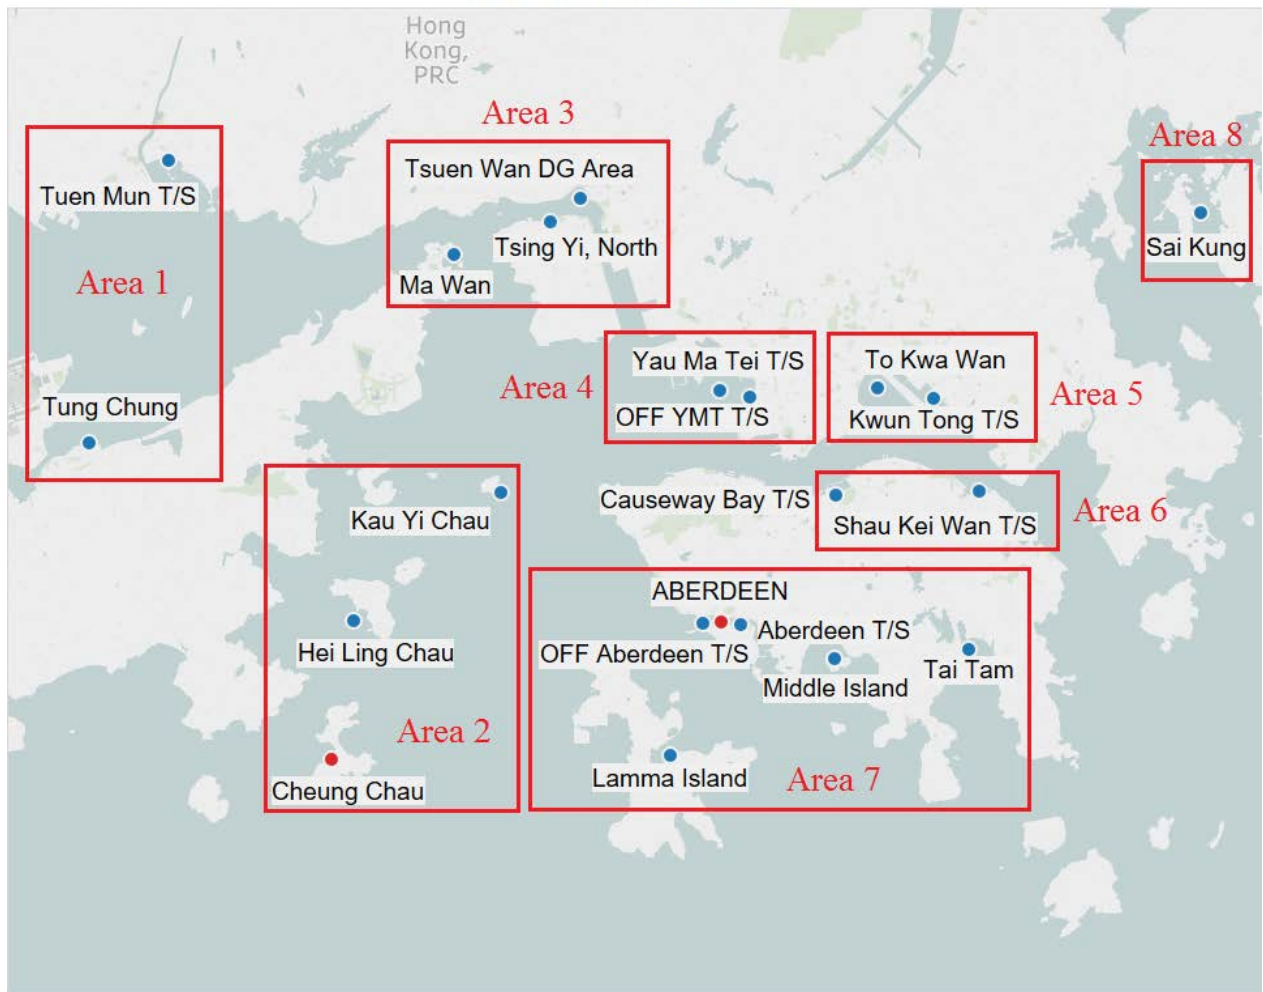 Hong
Kong,
PRC
Area 3
Area 8
Tsuen Wan DG Area
Tuen Mun T/S
Tsing Yi, North
Sai Kung
Area 1
Ma Wan
Yau Ma Tei T/S
To Kwa Wan
Area 4
Area 5
Tung Chung
OFF YMT T/S
Kwun Tong T/S
Causeway Bay T/S
Area 6
Kau Yi Chau
Shau Kei Wan T/S
ABERDEEN
Aberdeen T/S
Hei Ling Chau
OFF Aberdeen T/S
Tai Tam
Middle Island
Area 2
Lamma Island
Area 7
Cheung Chau